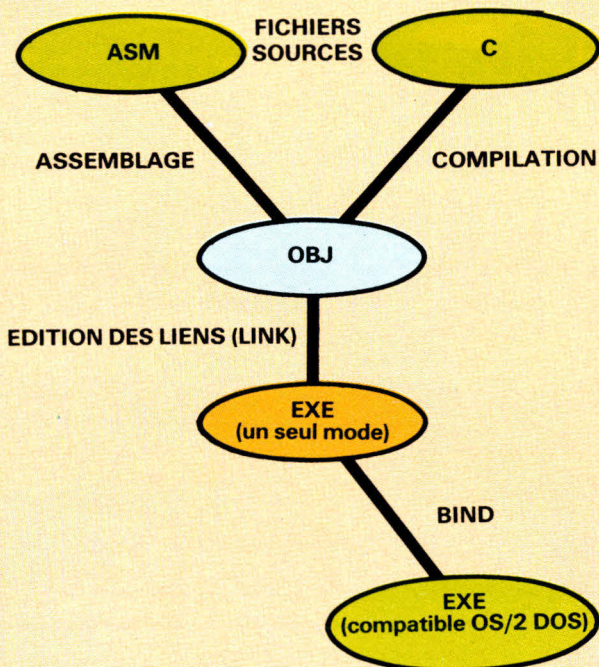 FICHIERS
SOURCES
ASM
C
ASSEMBLAGE
COMPILATION
OBJ
EDITION DES LIENS (LINK)
EXE
(un seul mode)
BIND
EXE
(compatible OS/2 DOS)